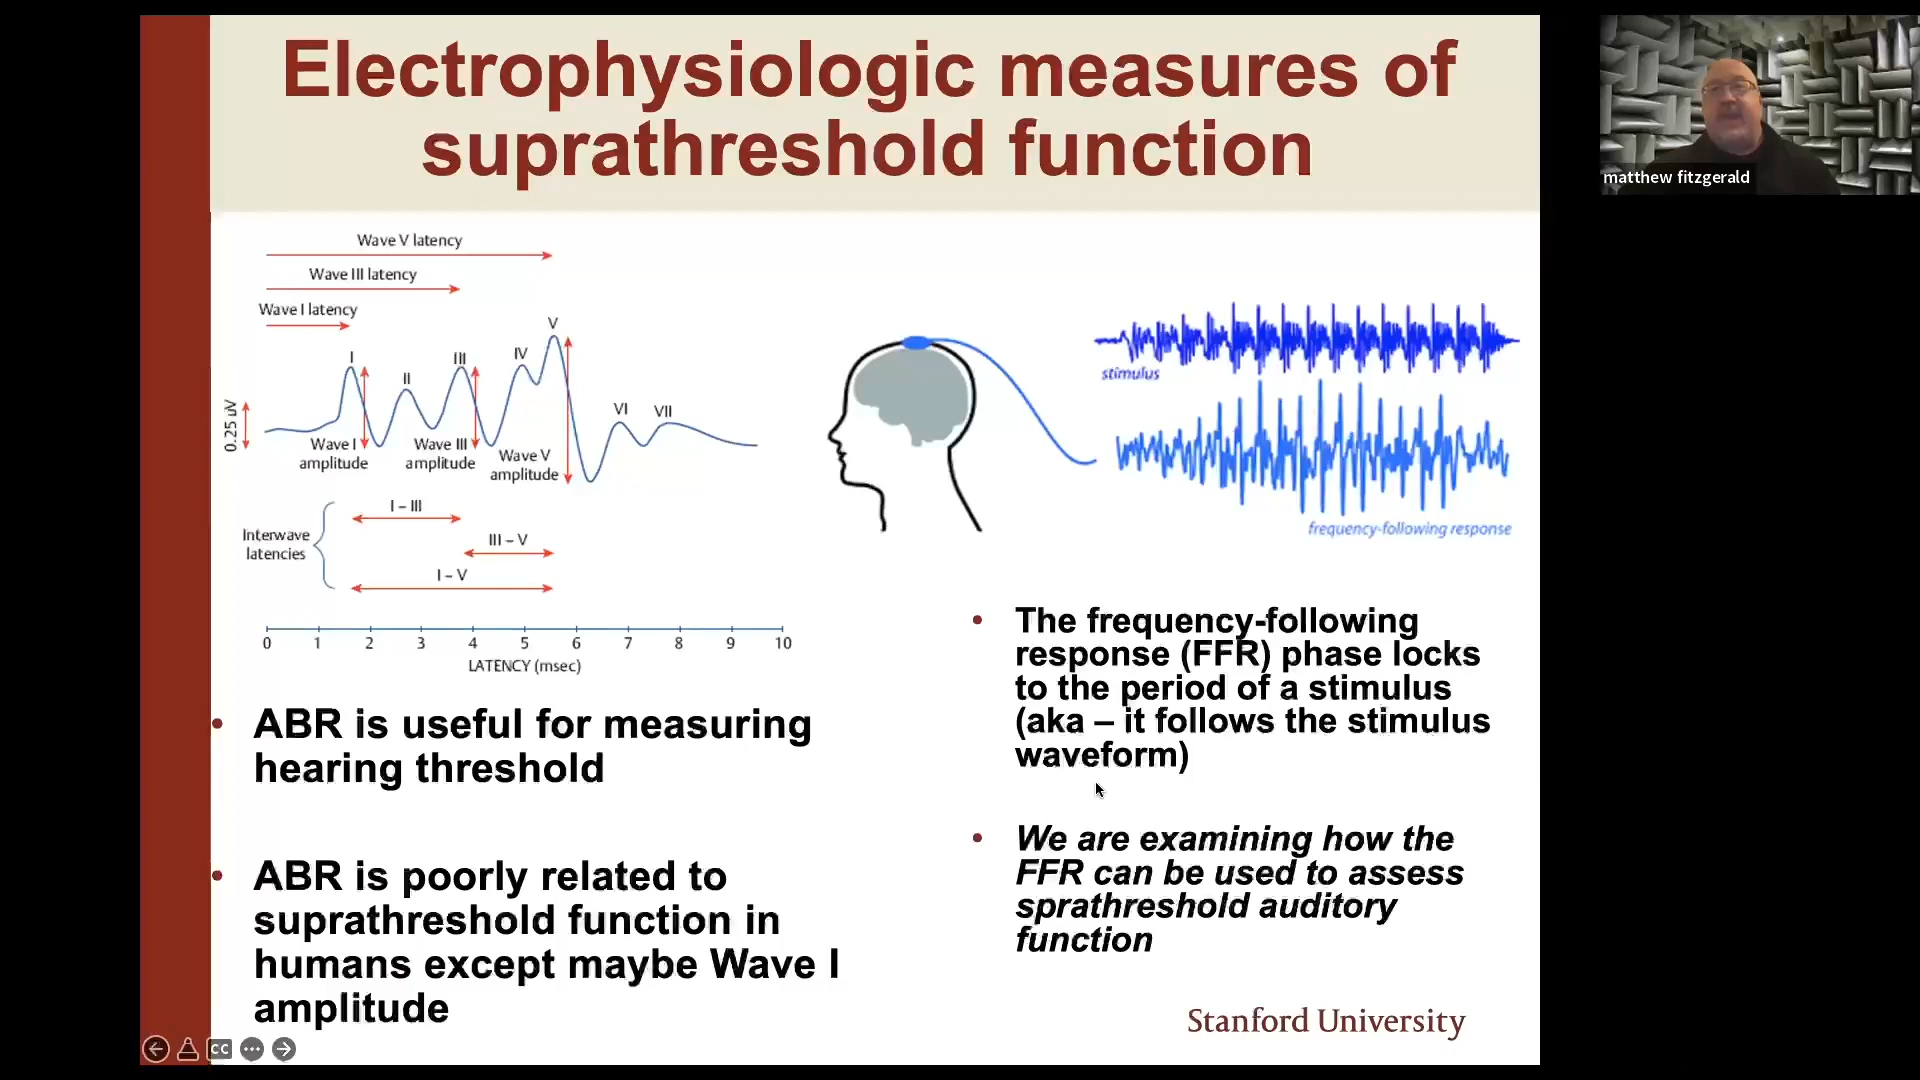 Electrophysiologic measures of
suprathreshold function
matthew fitzgerald
Wave V latency
Wave III latency
Wave I latency
I
II
III
IV
V
VI
VII
0.25 uV
Wave I
amplitude
Wave III
amplitude
Wave V
amplitude
Interwave
latencies
I – III
III – V
I – V
0 1 2 3 4 5 6 7 8 9 10
LATENCY (msec)
stimulus
frequency-following response
• ABR is useful for measuring
hearing threshold
• ABR is poorly related to
suprathreshold function in
humans except maybe Wave I
amplitude
• The frequency-following
response (FFR) phase locks
to the period of a stimulus
(aka – it follows the stimulus
waveform)
• We are examining how the
FFR can be used to assess
sprathreshold auditory
function
Stanford University
CC